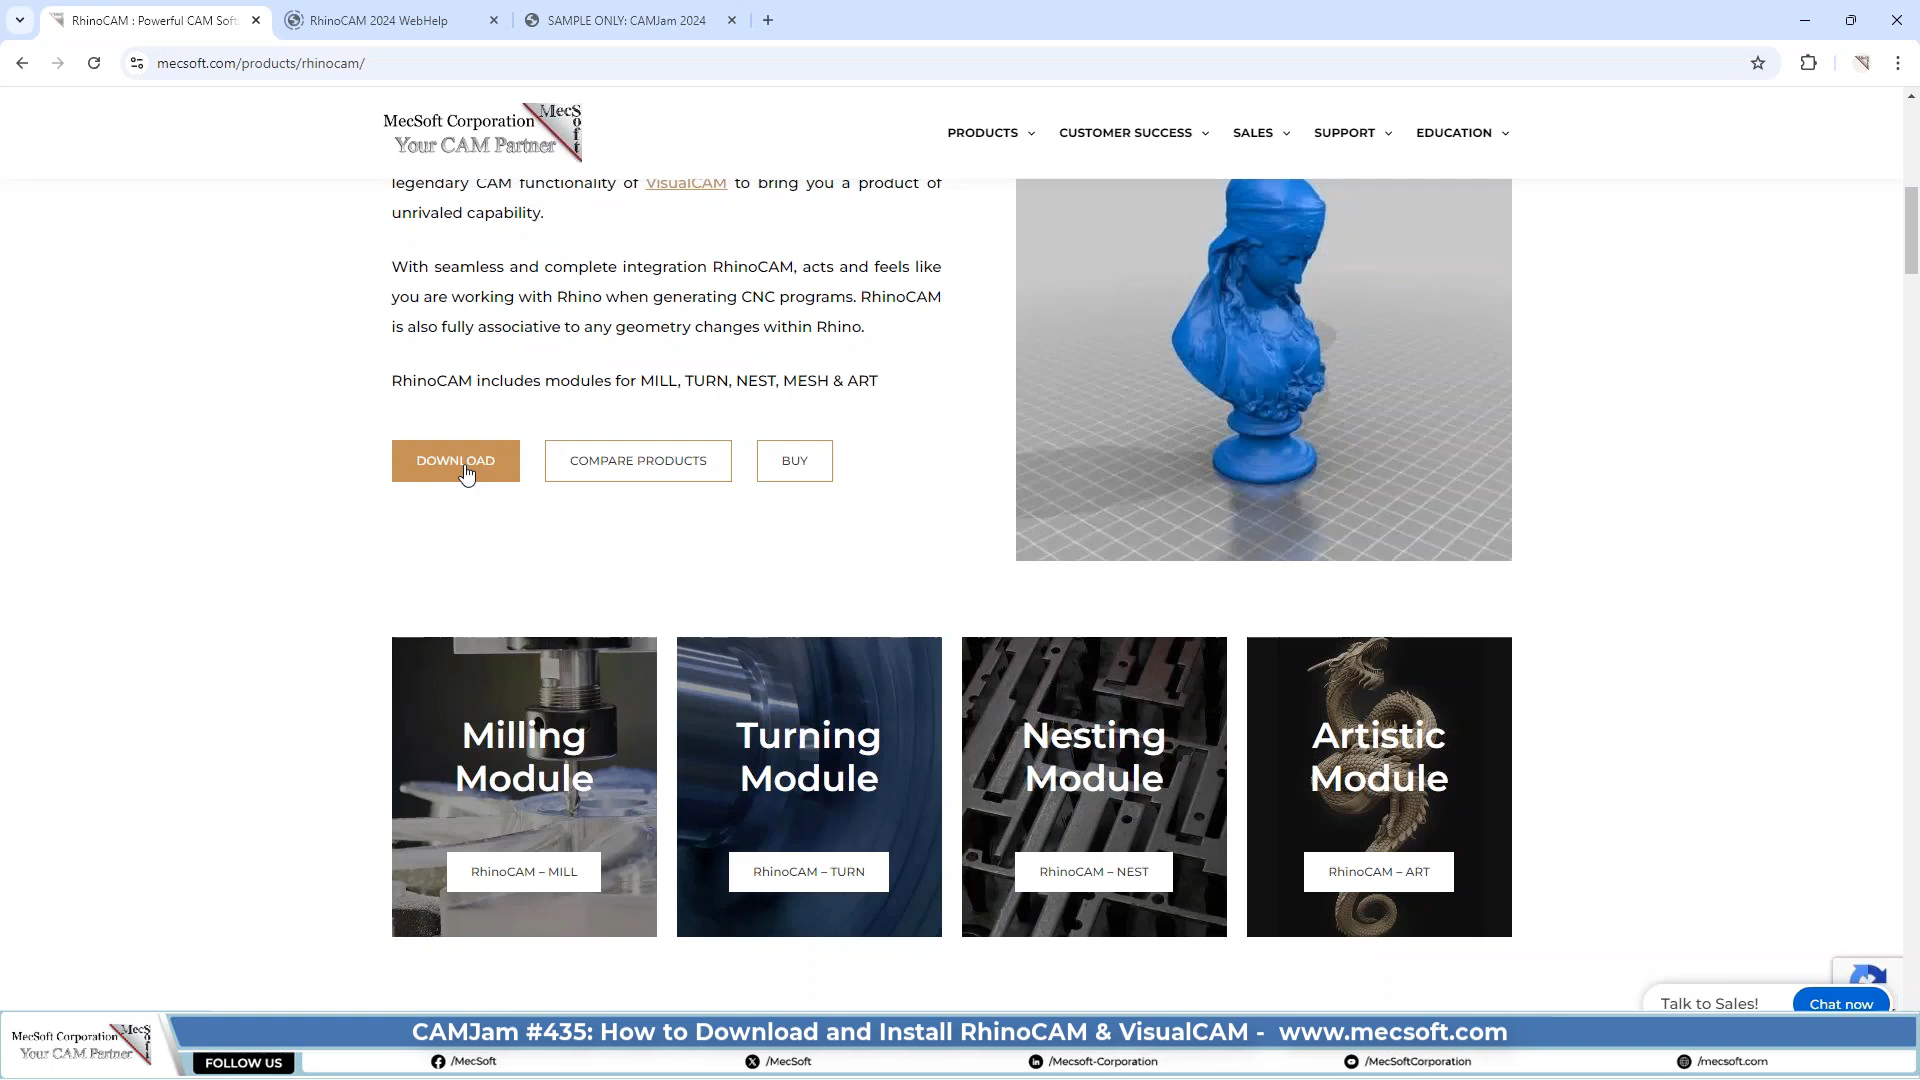 RhinoCAM : Powerful CAM Soft
RhinoCAM 2024 WebHelp
SAMPLE ONLY: CAMJam 2024
mecsoft.com/products/rhinocam/
MecSoft Corporation
Your CAM Partner
MecSoft
PRODUCTS
CUSTOMER SUCCESS
SALES
SUPPORT
EDUCATION
legendary CAM functionality of VisualCAM to bring you a product of
unrivaled capability.
With seamless and complete integration RhinoCAM, acts and feels like
you are working with Rhino when generating CNC programs. RhinoCAM
is also fully associative to any geometry changes within Rhino.
RhinoCAM includes modules for MILL, TURN, NEST, MESH & ART
DOWNLOAD
COMPARE PRODUCTS
BUY
Milling
Module
RhinoCAM – MILL
Turning
Module
RhinoCAM – TURN
Nesting
Module
RhinoCAM – NEST
Artistic
Module
RhinoCAM – ART
Talk to Sales!
Chat now
MecSoft Corporation
Your CAM Partner
MecSoft
CAMJam #435: How to Download and Install RhinoCAM & VisualCAM - www.mecsoft.com
FOLLOW US
/MecSoft
/MecSoft
/Mecsoft-Corporation
/MecSoftCorporation
/mecsoft.com